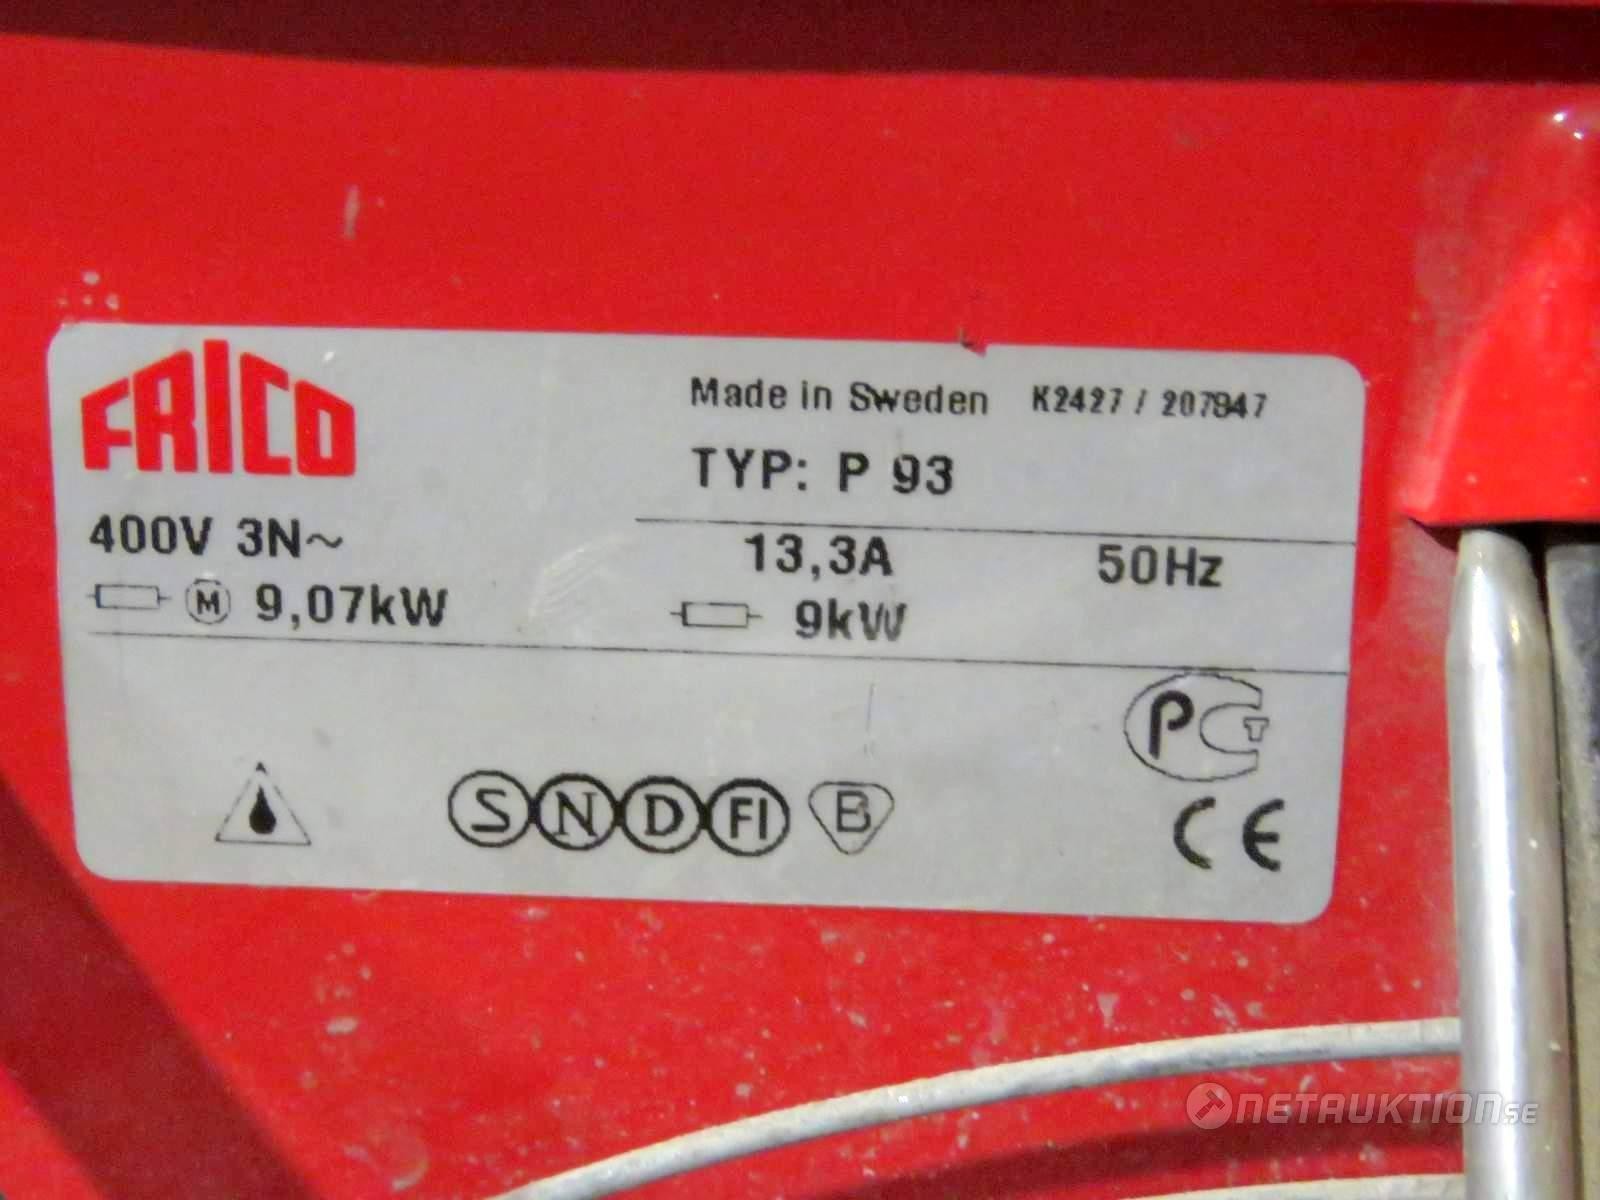 FRICO
Made in Sweden K2427 / 207947
TYP: P 93
400V 3N~ 13,3A 50Hz
M 9,07kW 9kW
PCT
S N D FI B
CE
NETAUKTION.SE